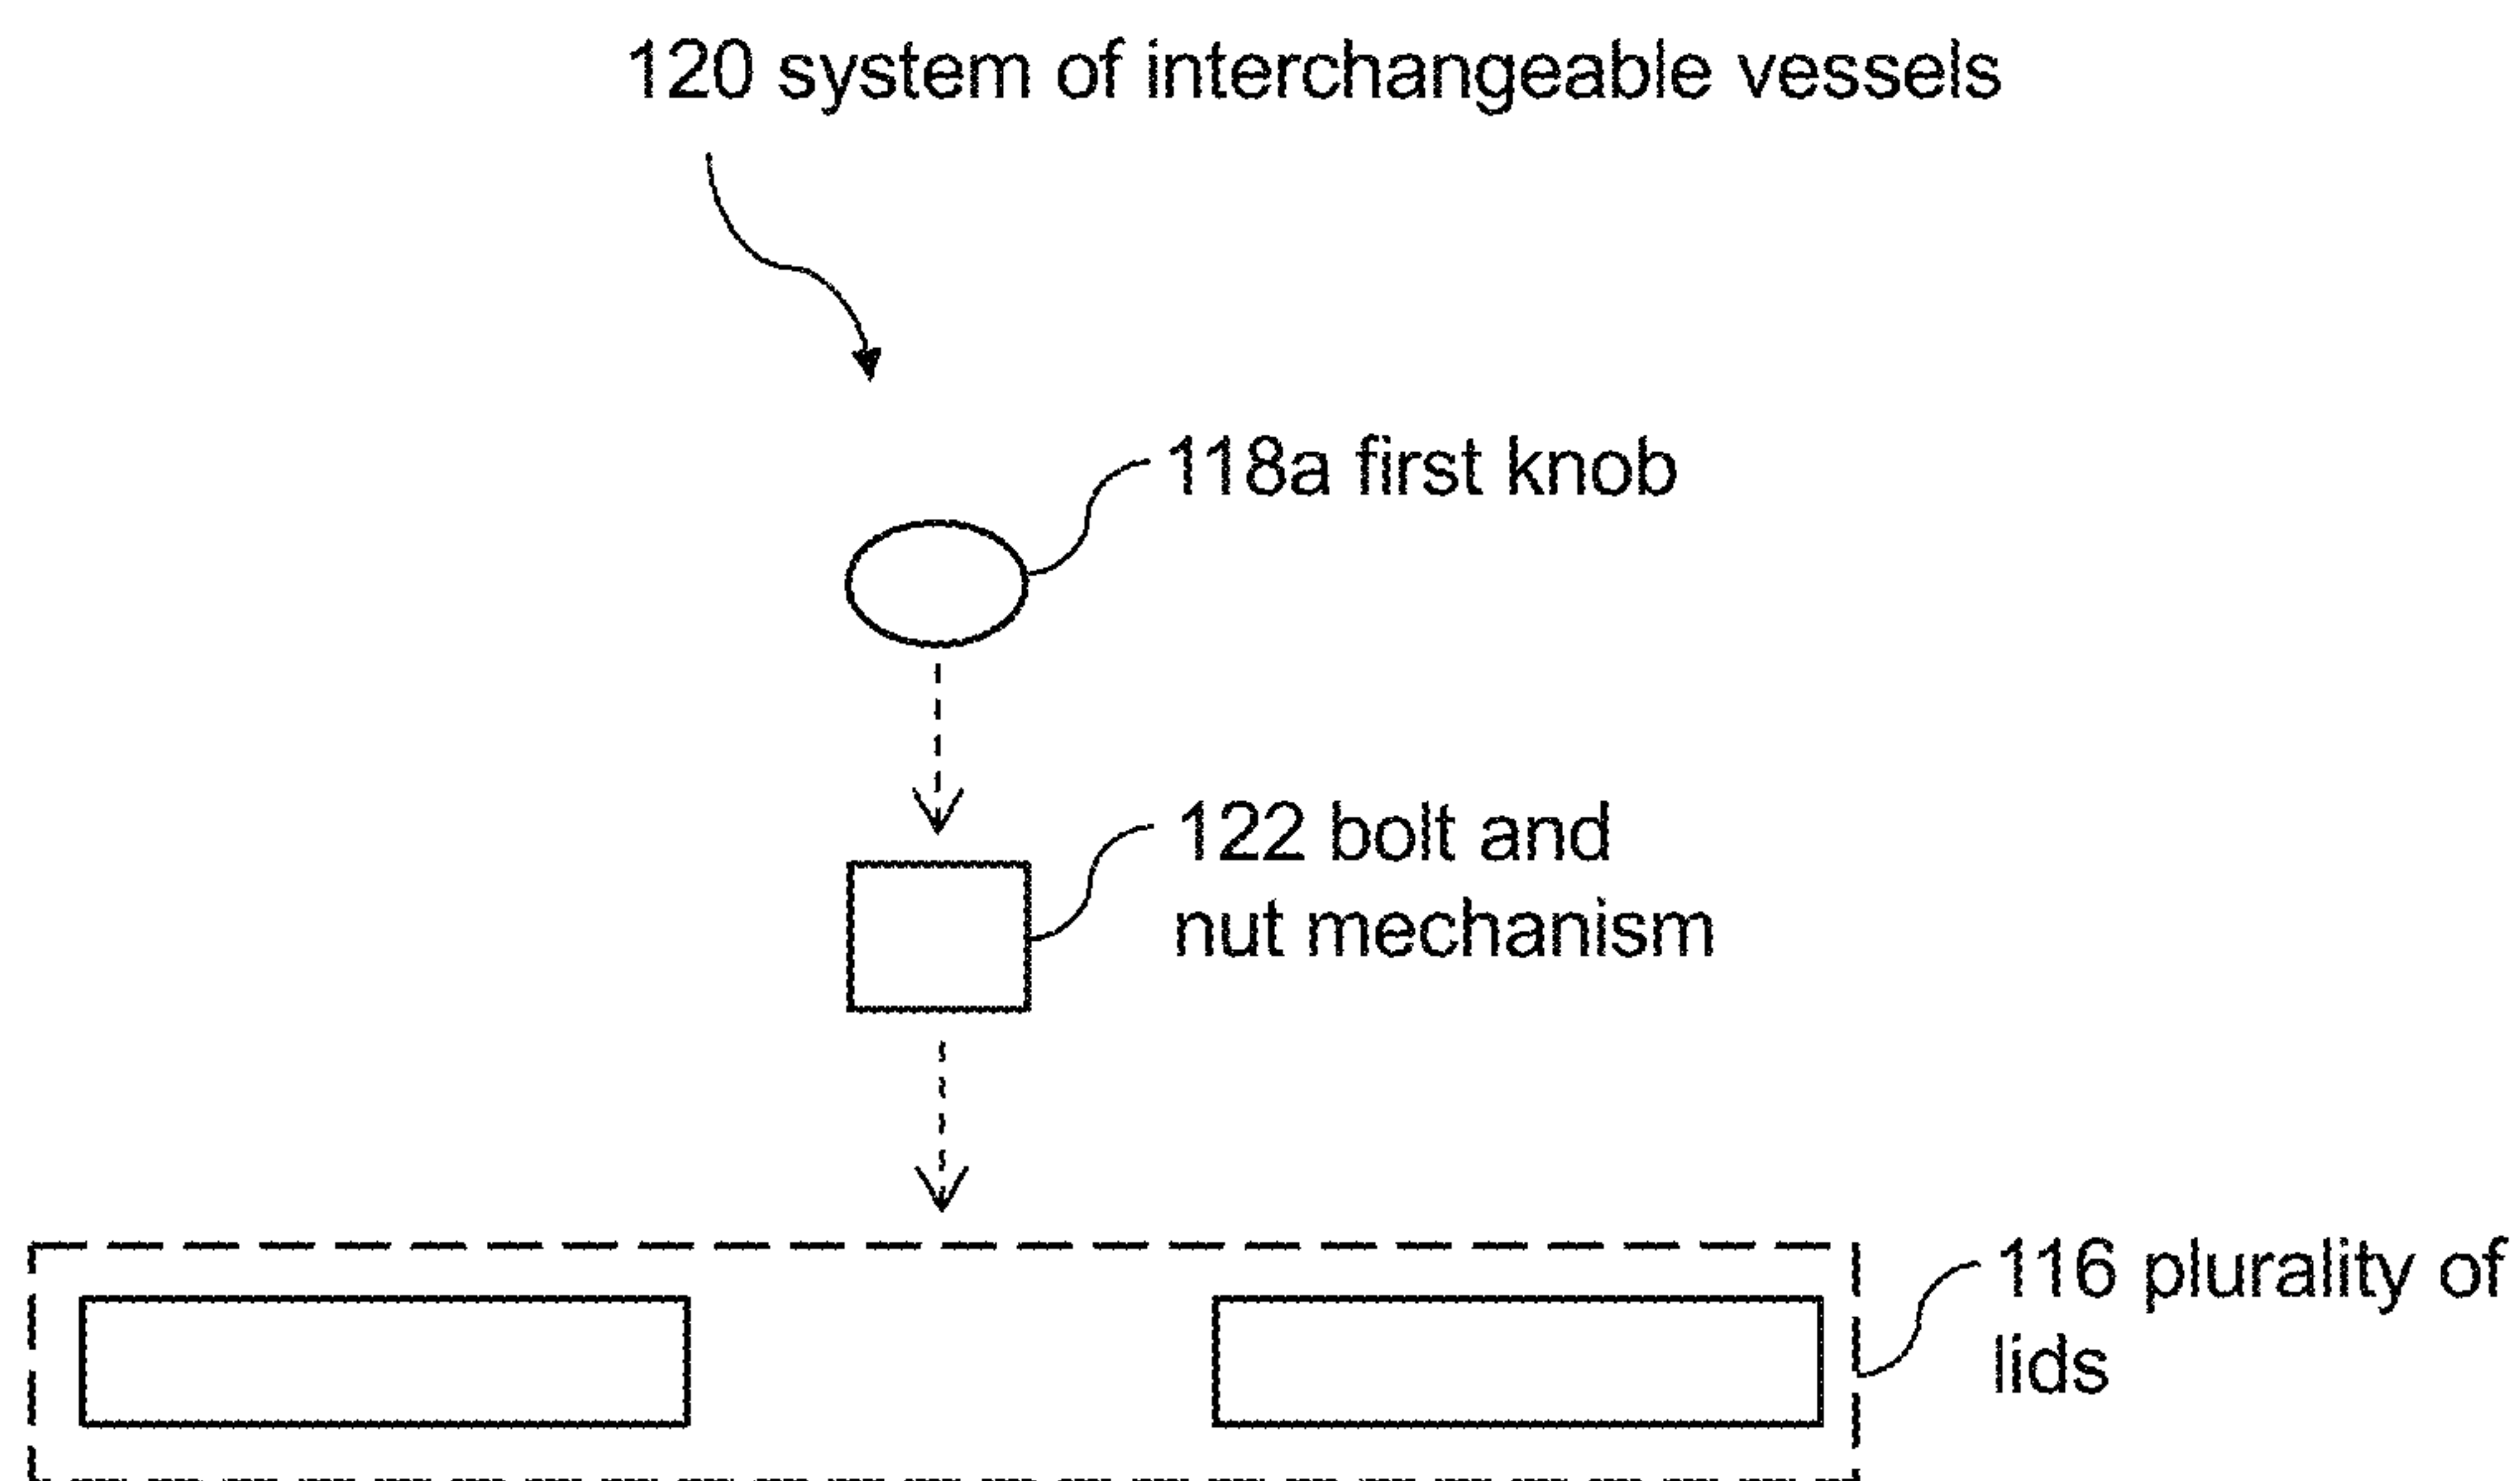 120 system of interchangeable vessels
118a first knob
122 bolt and
nut mechanism
116 plurality of
lids